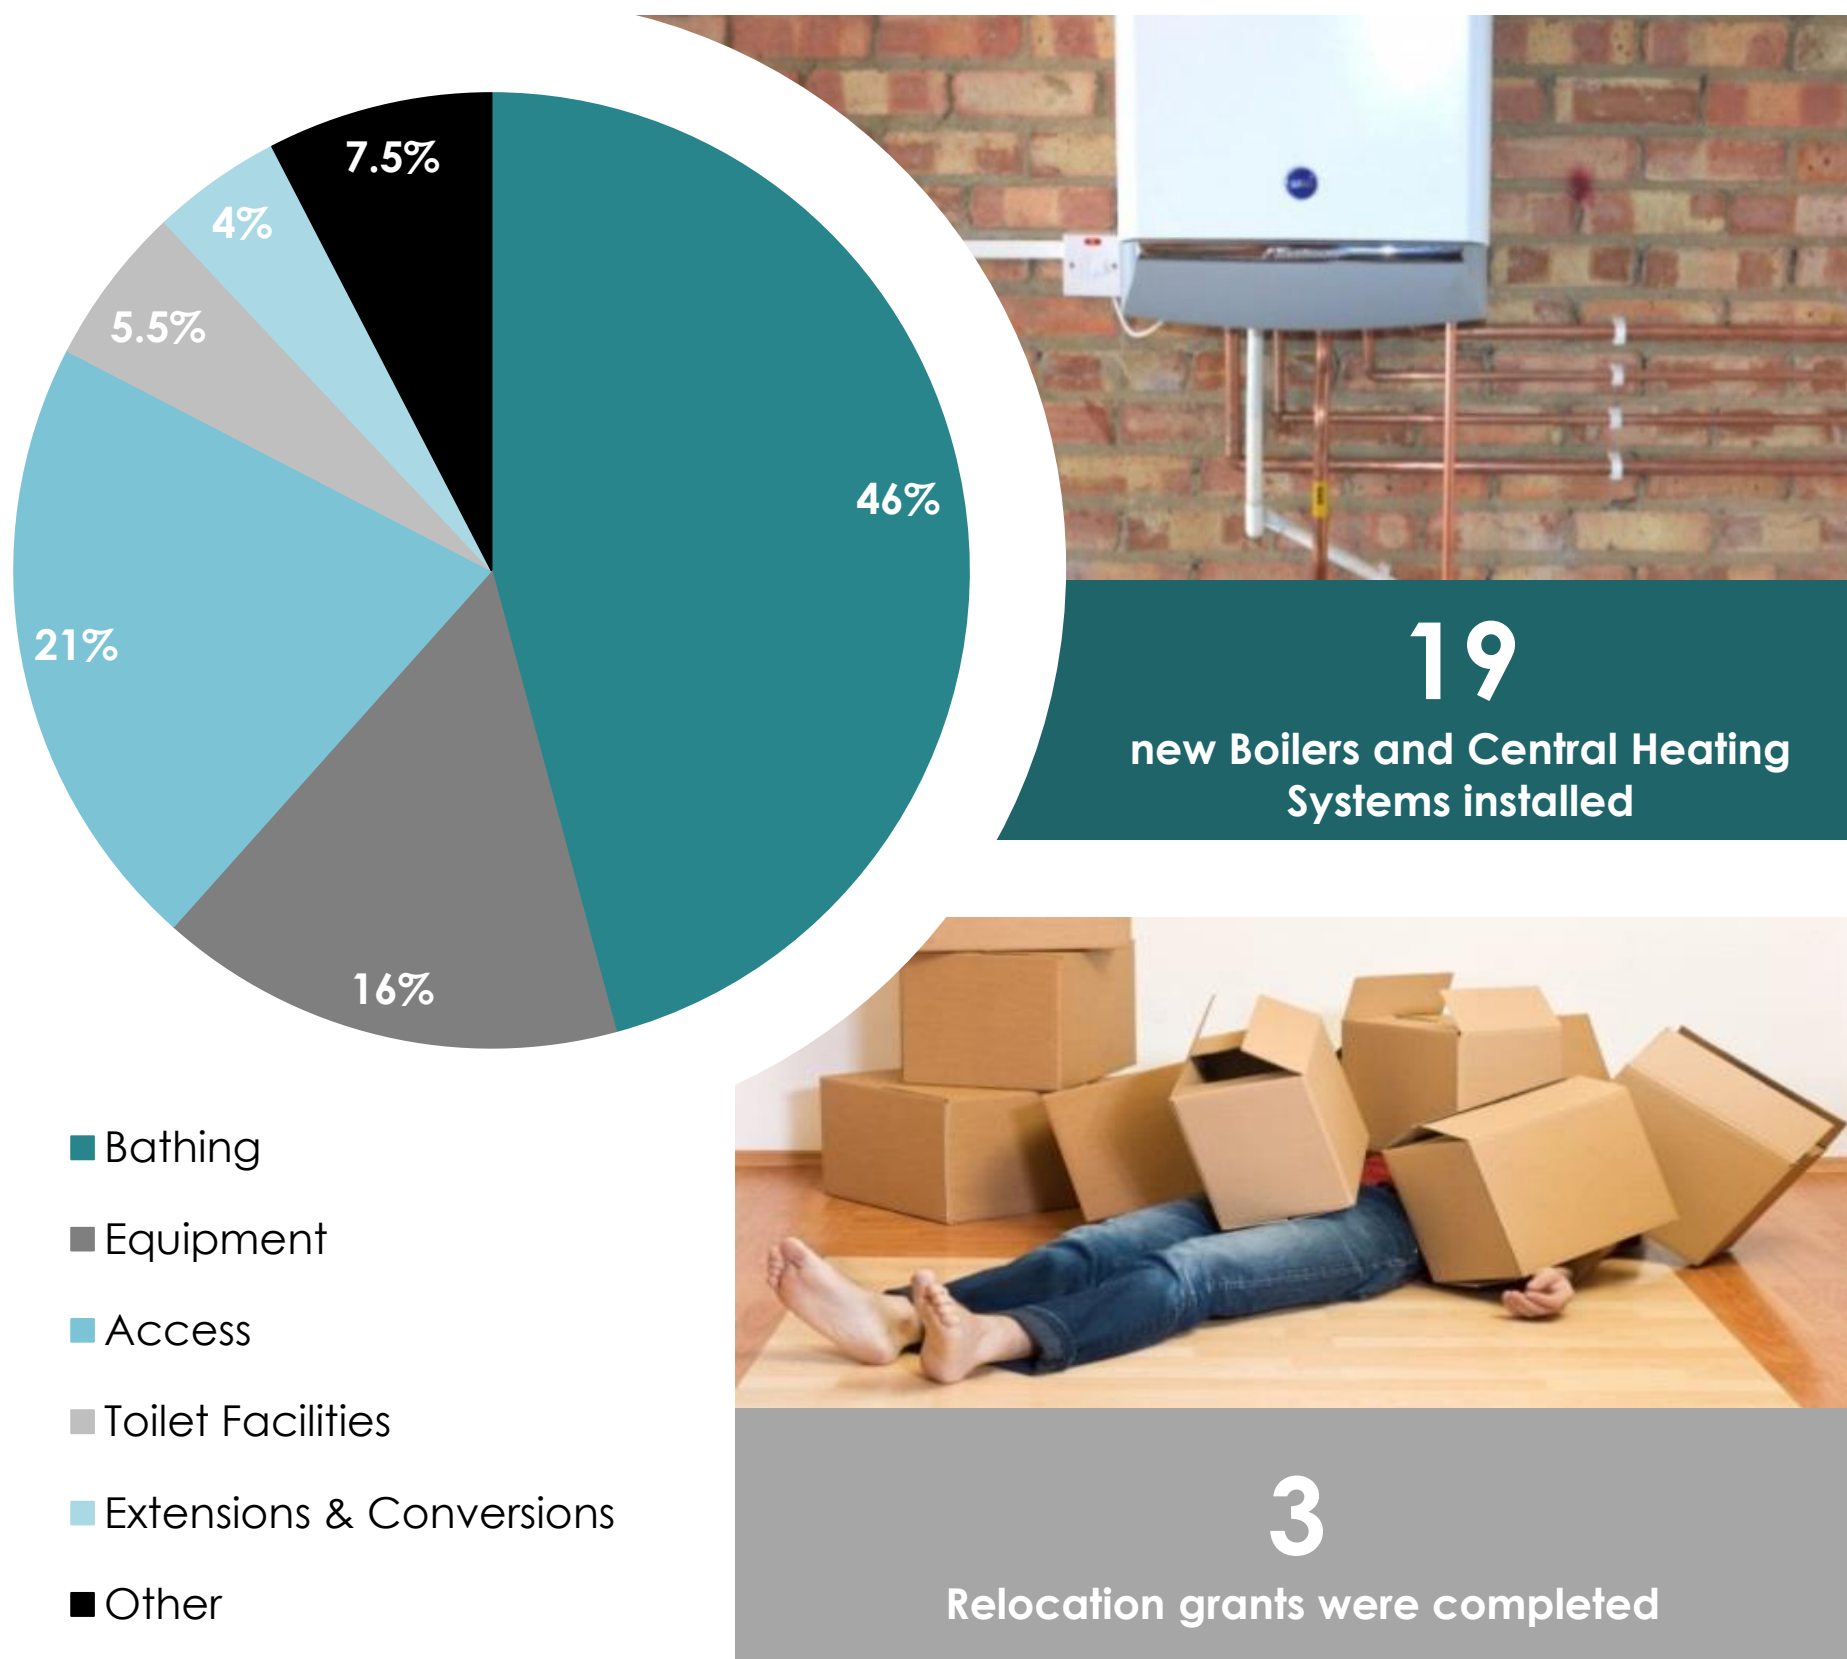 7.5%
4%
5.5%
46%
21%
16%
19
new Boilers and Central Heating
Systems installed
Bathing
Equipment
Access
Toilet Facilities
Extensions & Conversions
Other
3
Relocation grants were completed